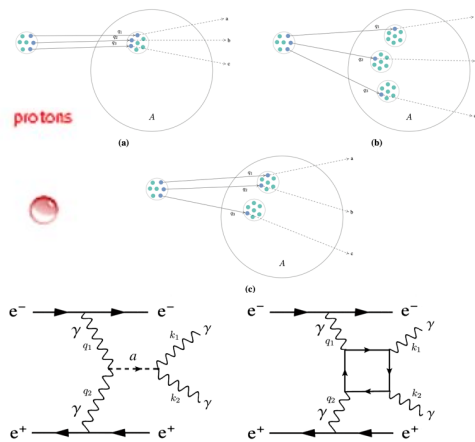 q₁
q₂
q₃
a
b
c
A
(a)
q₁
q₂
q₃
A
(b)
protons
q₁
q₂
q₃
a
b
c
A
(c)
e⁻ e⁻
γ
q₁
k₁ γ
a
q₂
k₂
γ γ
e⁺ e⁺
e⁻ e⁻
γ
q₁
k₁ γ
q₂
k₂
γ γ
e⁺ e⁺